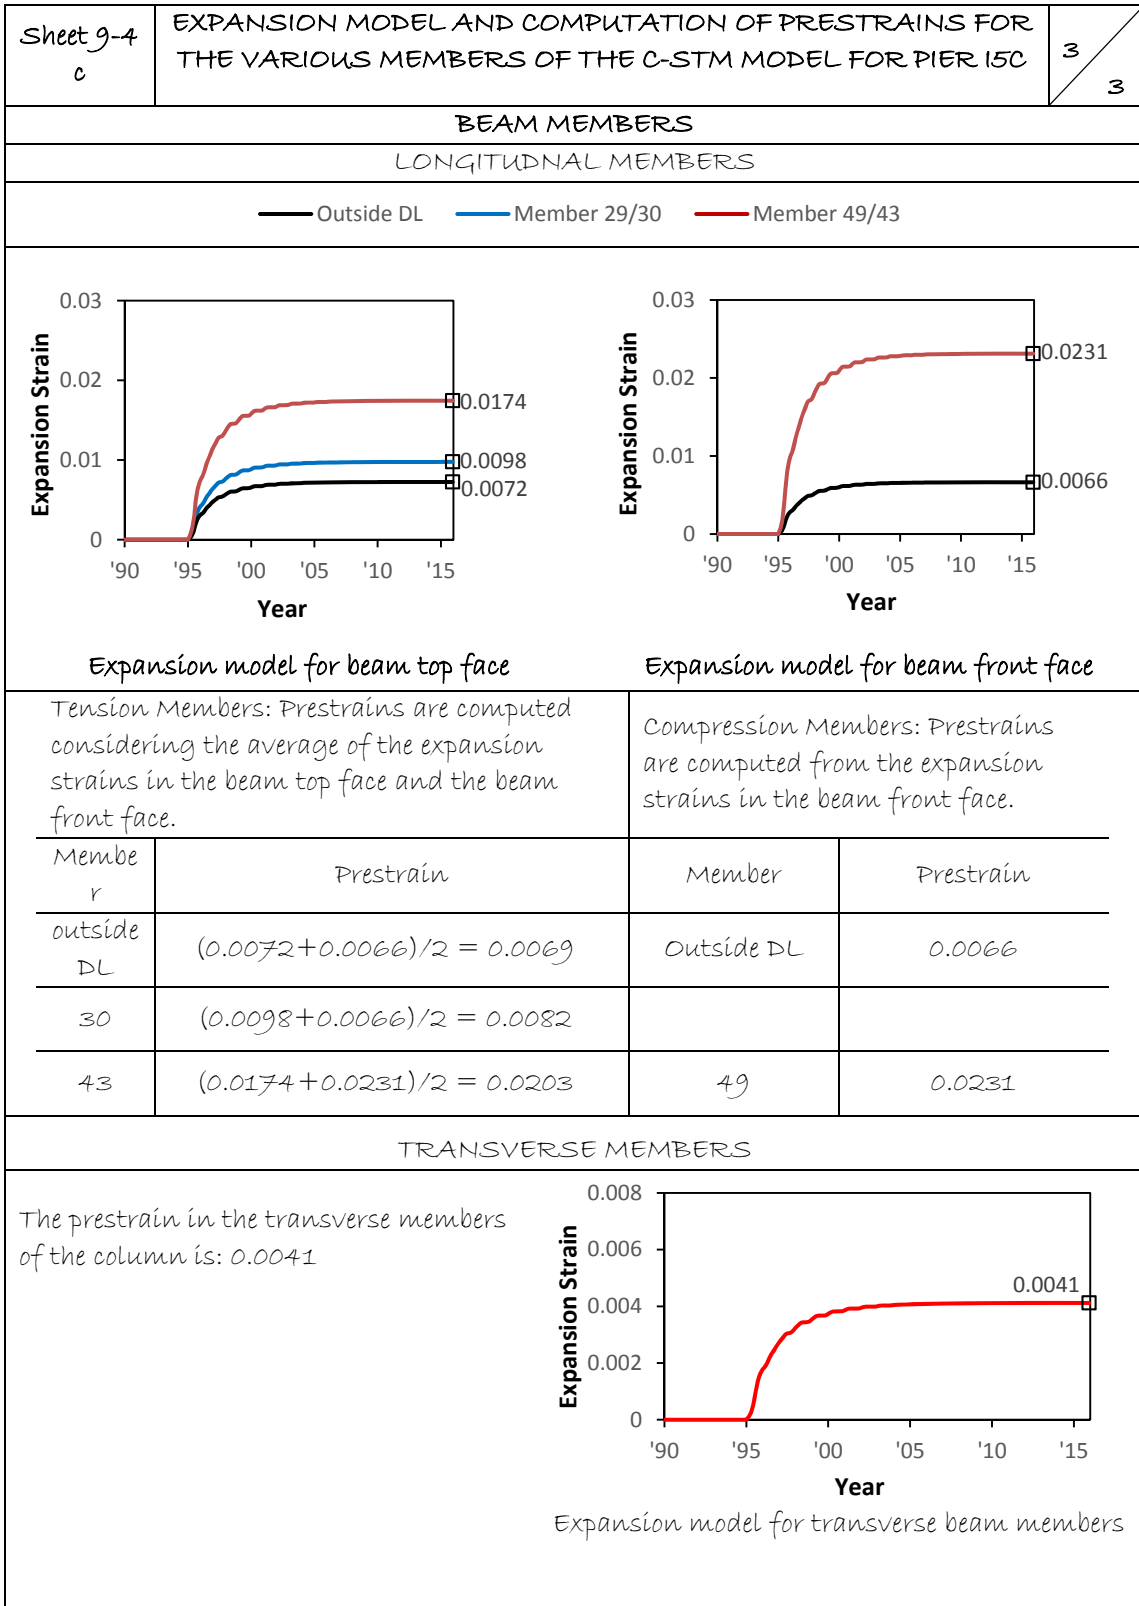 Sheet 9-4
c
EXPANSION MODEL AND COMPUTATION OF PRESTRAINS FOR
THE VARIOUS MEMBERS OF THE C-STM MODEL FOR PIER 15C
3
3
BEAM MEMBERS
LONGITUDNAL MEMBERS
Outside DL
Member 29/30
Member 49/43
0.03
0.02
0.01
0
Expansion Strain
0.0174
0.0098
0.0072
'90 '95 '00 '05 '10 '15
Year
Expansion model for beam top face
0.03
0.02
0.01
0
Expansion Strain
0.0231
0.0066
'90 '95 '00 '05 '10 '15
Year
Expansion model for beam front face
Tension Members: Prestrains are computed
considering the average of the expansion
strains in the beam top face and the beam
front face.
Compression Members: Prestrains
are computed from the expansion
strains in the beam front face.
Membe
r
Prestrain
Member
Prestrain
outside
DL
(0.0072+0.0066)/2 = 0.0069
Outside DL
0.0066
30
(0.0098+0.0066)/2 = 0.0082
43
(0.0174+0.0231)/2 = 0.0203
49
0.0231
TRANSVERSE MEMBERS
The prestrain in the transverse members
of the column is: 0.0041
0.008
0.006
0.004
0.002
0
Expansion Strain
0.0041
'90 '95 '00 '05 '10 '15
Year
Expansion model for transverse beam members